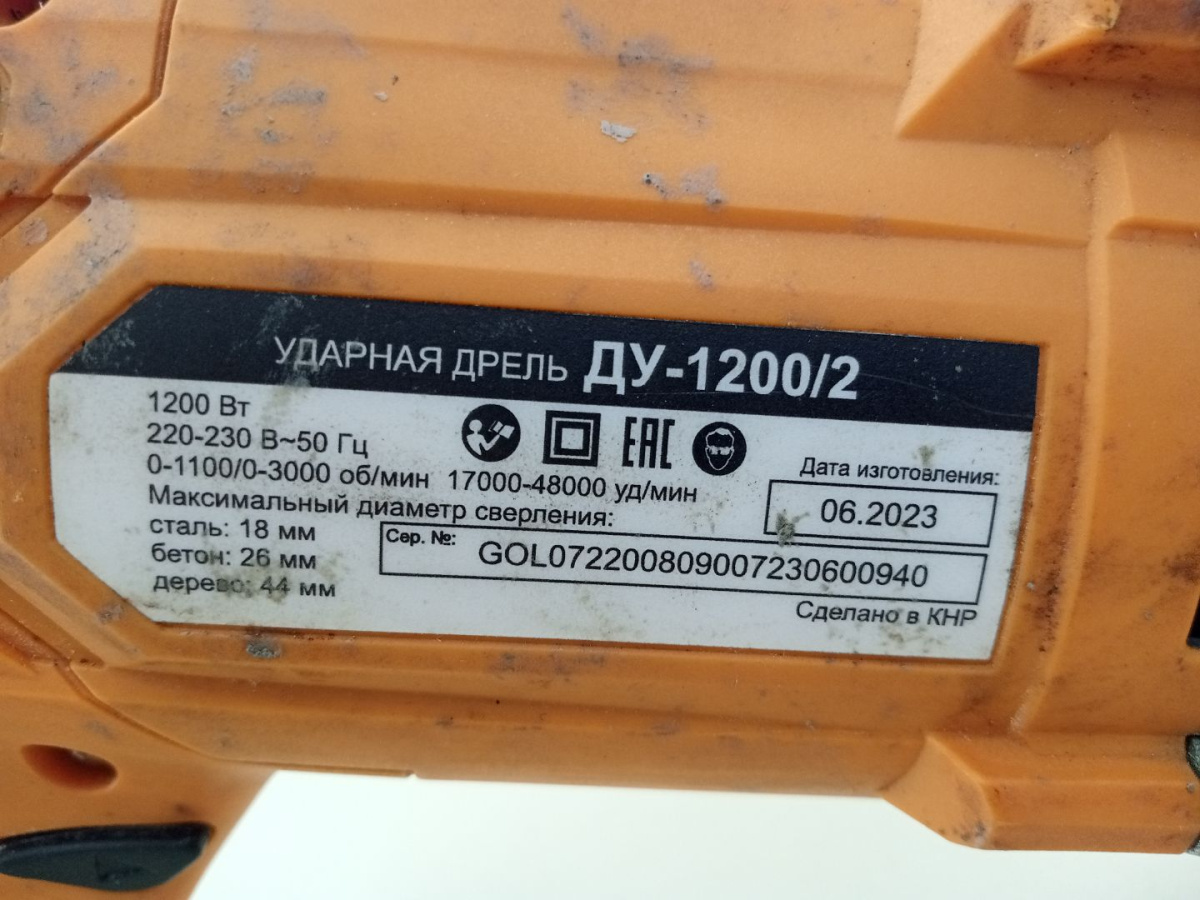 УДАРНАЯ ДРЕЛЬ ДУ-1200/2
1200 Вт
220-230 В~50 Гц
EAC
0-1100/0-3000 об/мин 17000-48000 уд/мин
Максимальный диаметр сверления:
сталь: 18 мм
бетон: 26 мм
дерево: 44 мм
Дата изготовления:
06.2023
Сер. №:
GOL072200809007230600940
Сделано в КНР